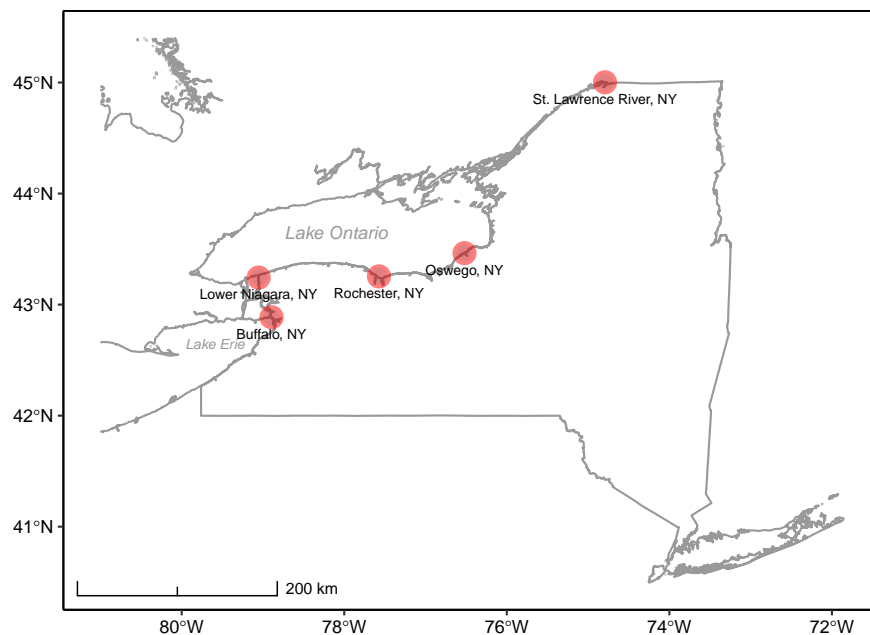 45°N
St. Lawrence River, NY
44°N
Lake Ontario
Oswego, NY
Lower Niagara, NY
Rochester, NY
43°N
Buffalo, NY
Lake Erie
42°N
41°N
200 km
80°W
78°W
76°W
74°W
72°W